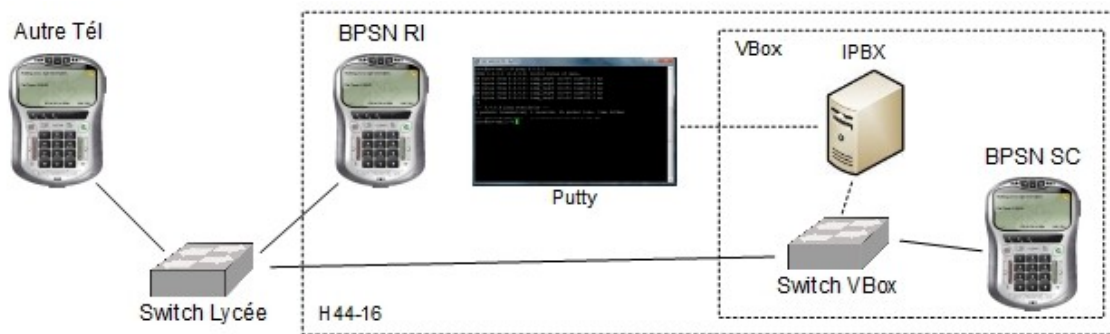 Autre Tél
BPSN RI
VBox
IPBX
BPSN SC
Putty
Switch VBox
Switch Lycée
H44-16